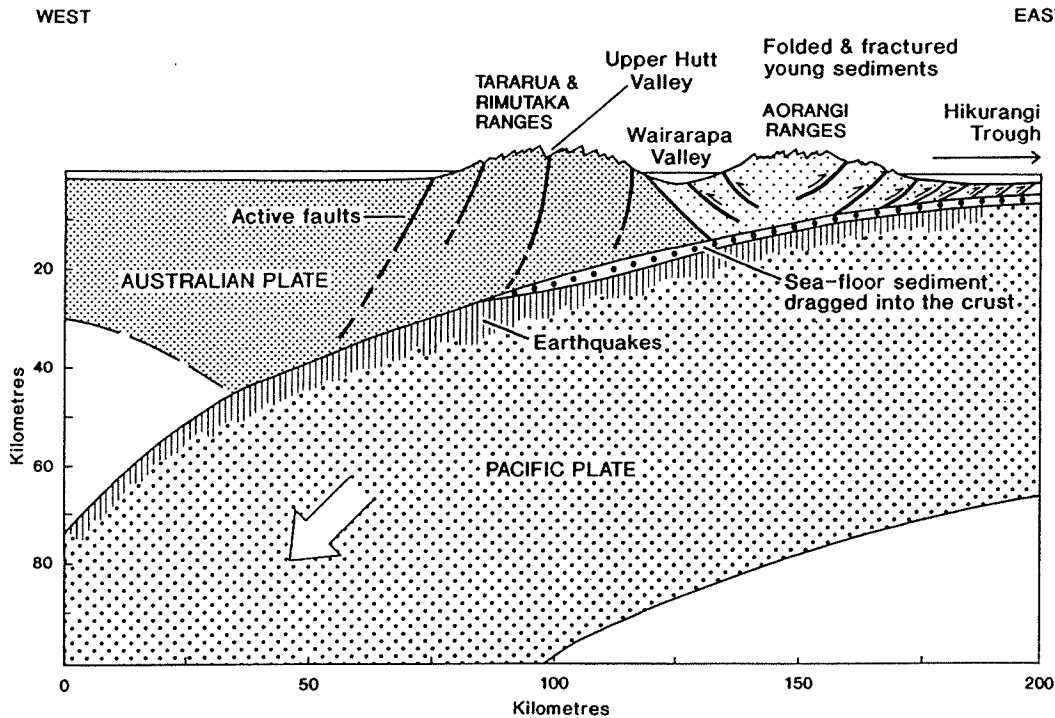 WEST
EAS
Folded & fractured
young sediments
Upper Hutt
Valley
TARARUA &
RIMUTAKA
RANGES
AORANGI
RANGES
Hikurangi
Trough
Wairarapa
Valley
Active faults
AUSTRALIAN PLATE
Sea-floor sediment
dragged into the crust
Earthquakes
PACIFIC PLATE
20
40
60
80
Kilometres
0
50
100
150
200
Kilometres